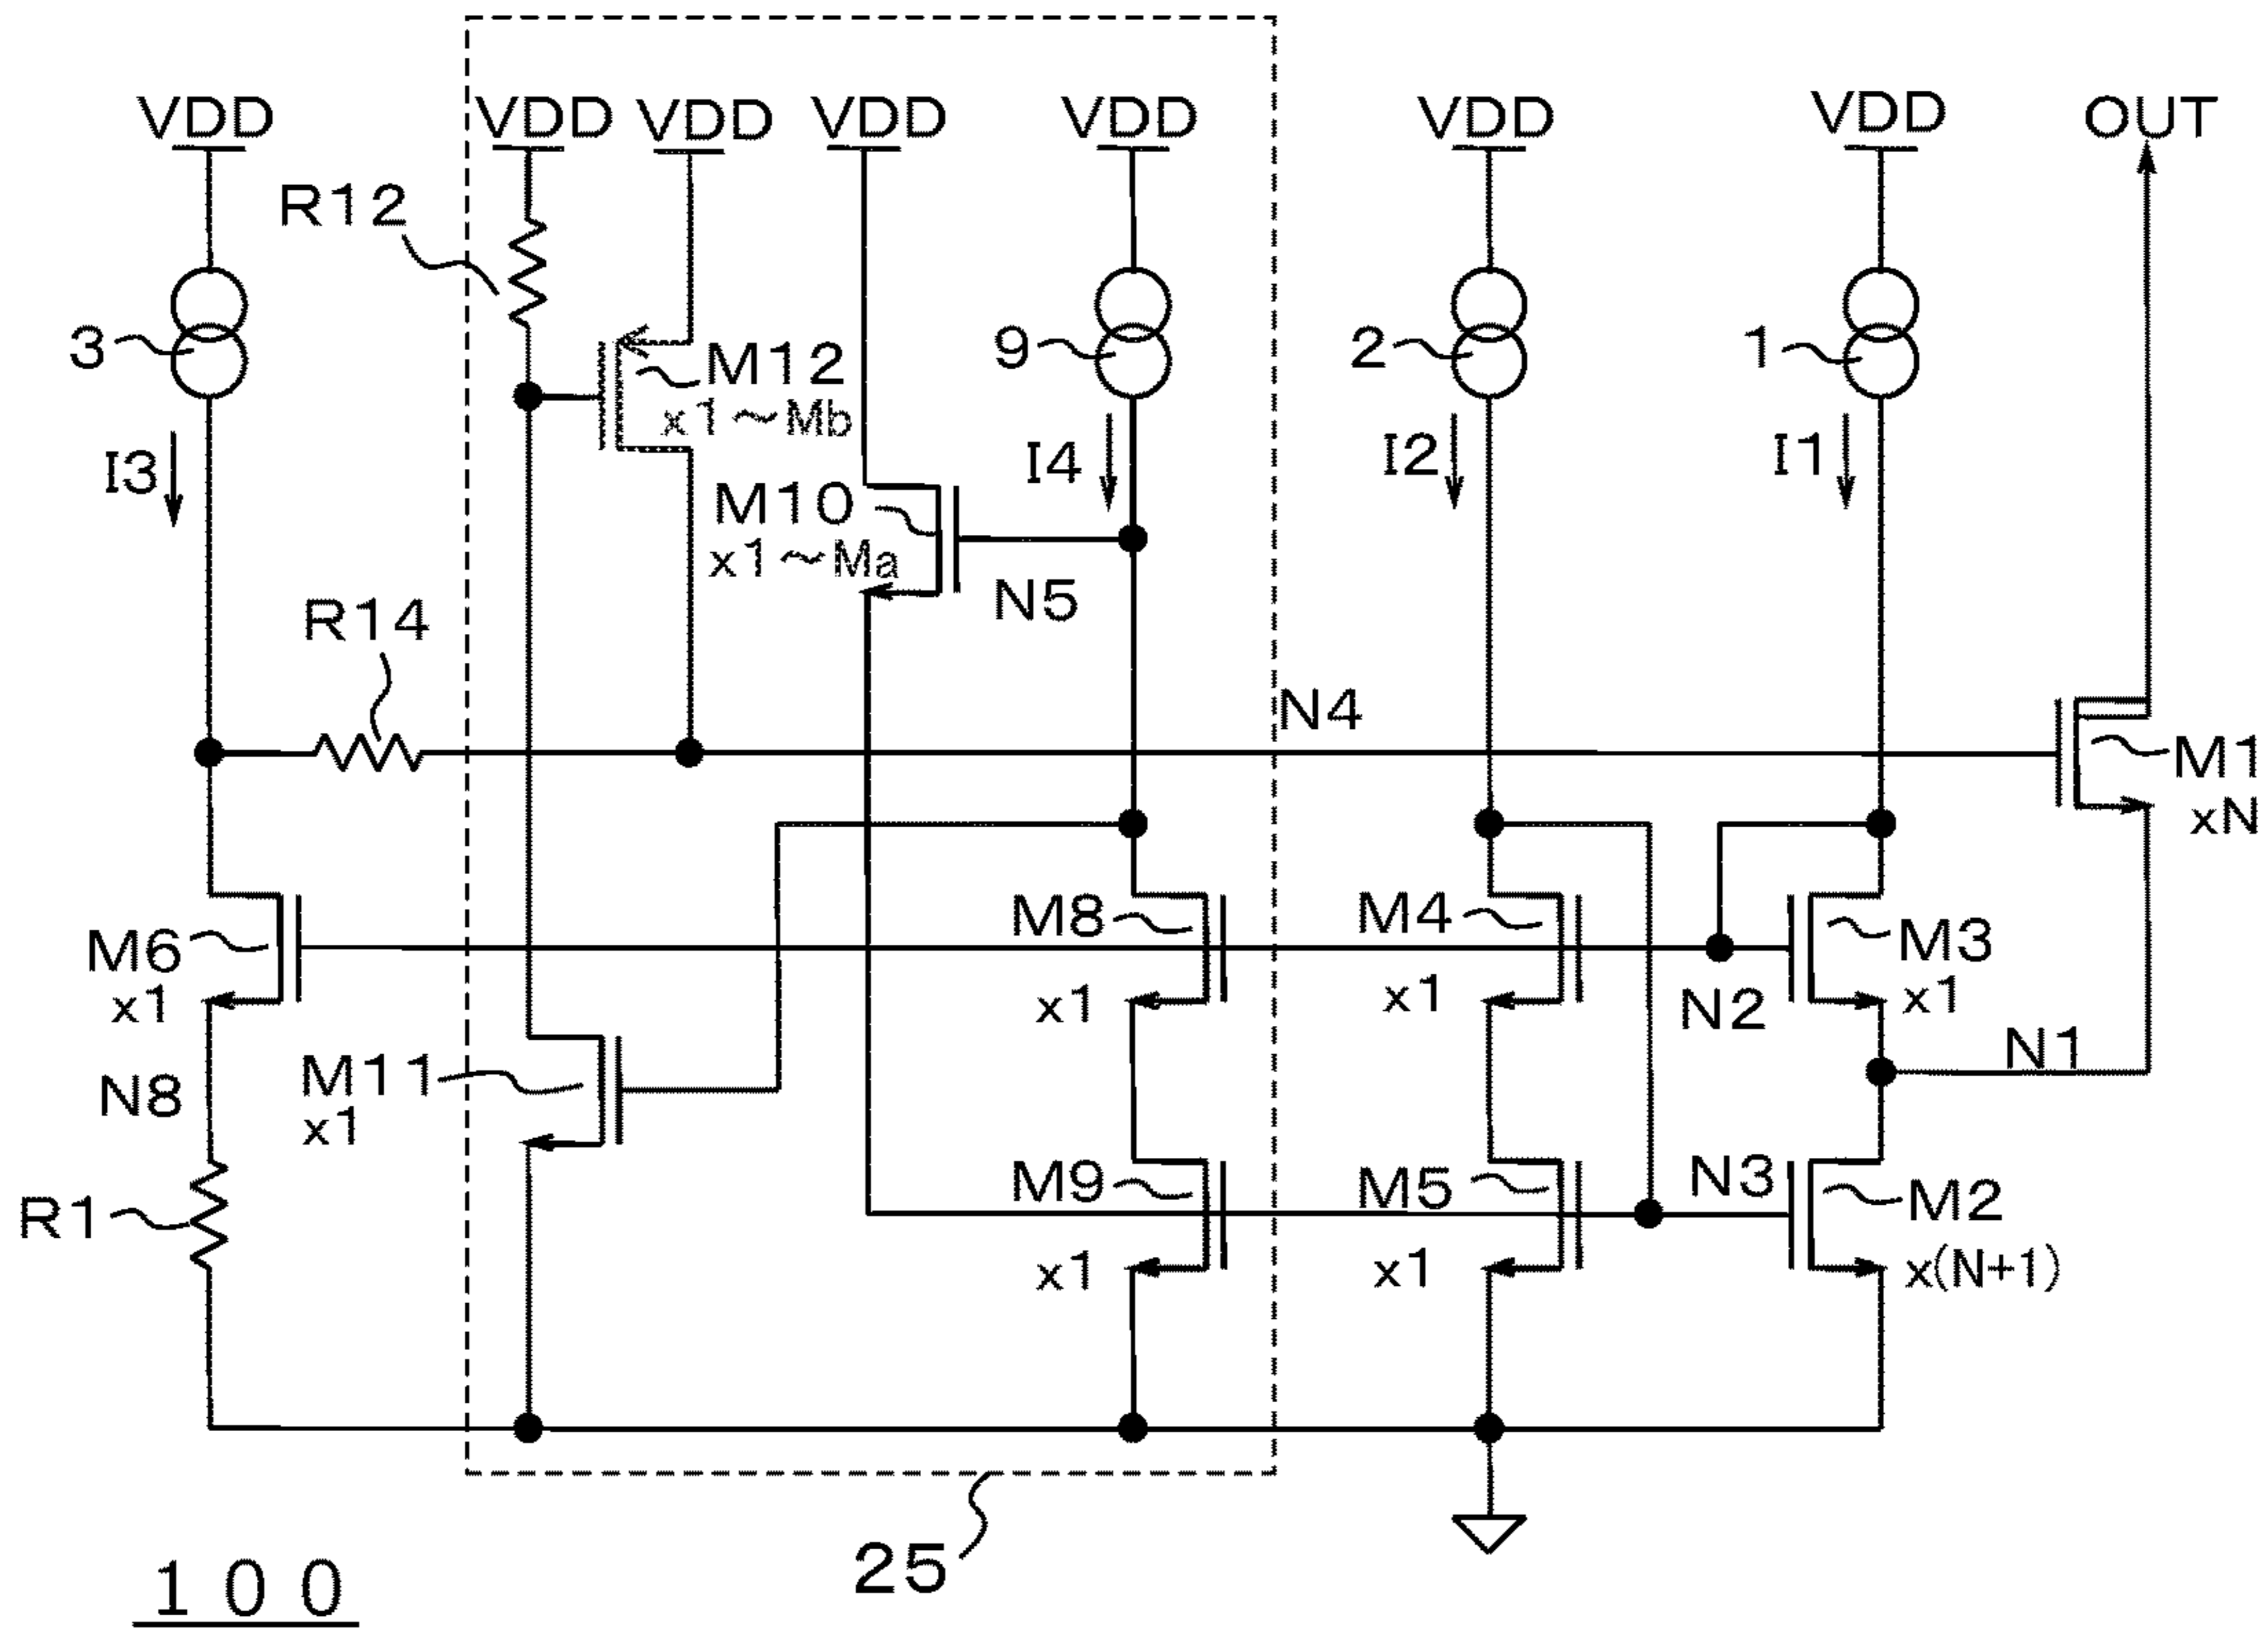 VDD VDD VDD VDD VDD VDD VDD OUT
R12
3 M12 9 2 1
x1~Mb
I3 I4 I2 I1
M10
x1~Ma
N5
R14
N4
M1
xN
M6 M8 M4 M3
x1 x1 x1 N2 x1
N1
M11 N8
x1
R1 M9 M5 N3 M2
x1 x1 x(N+1)
25
100